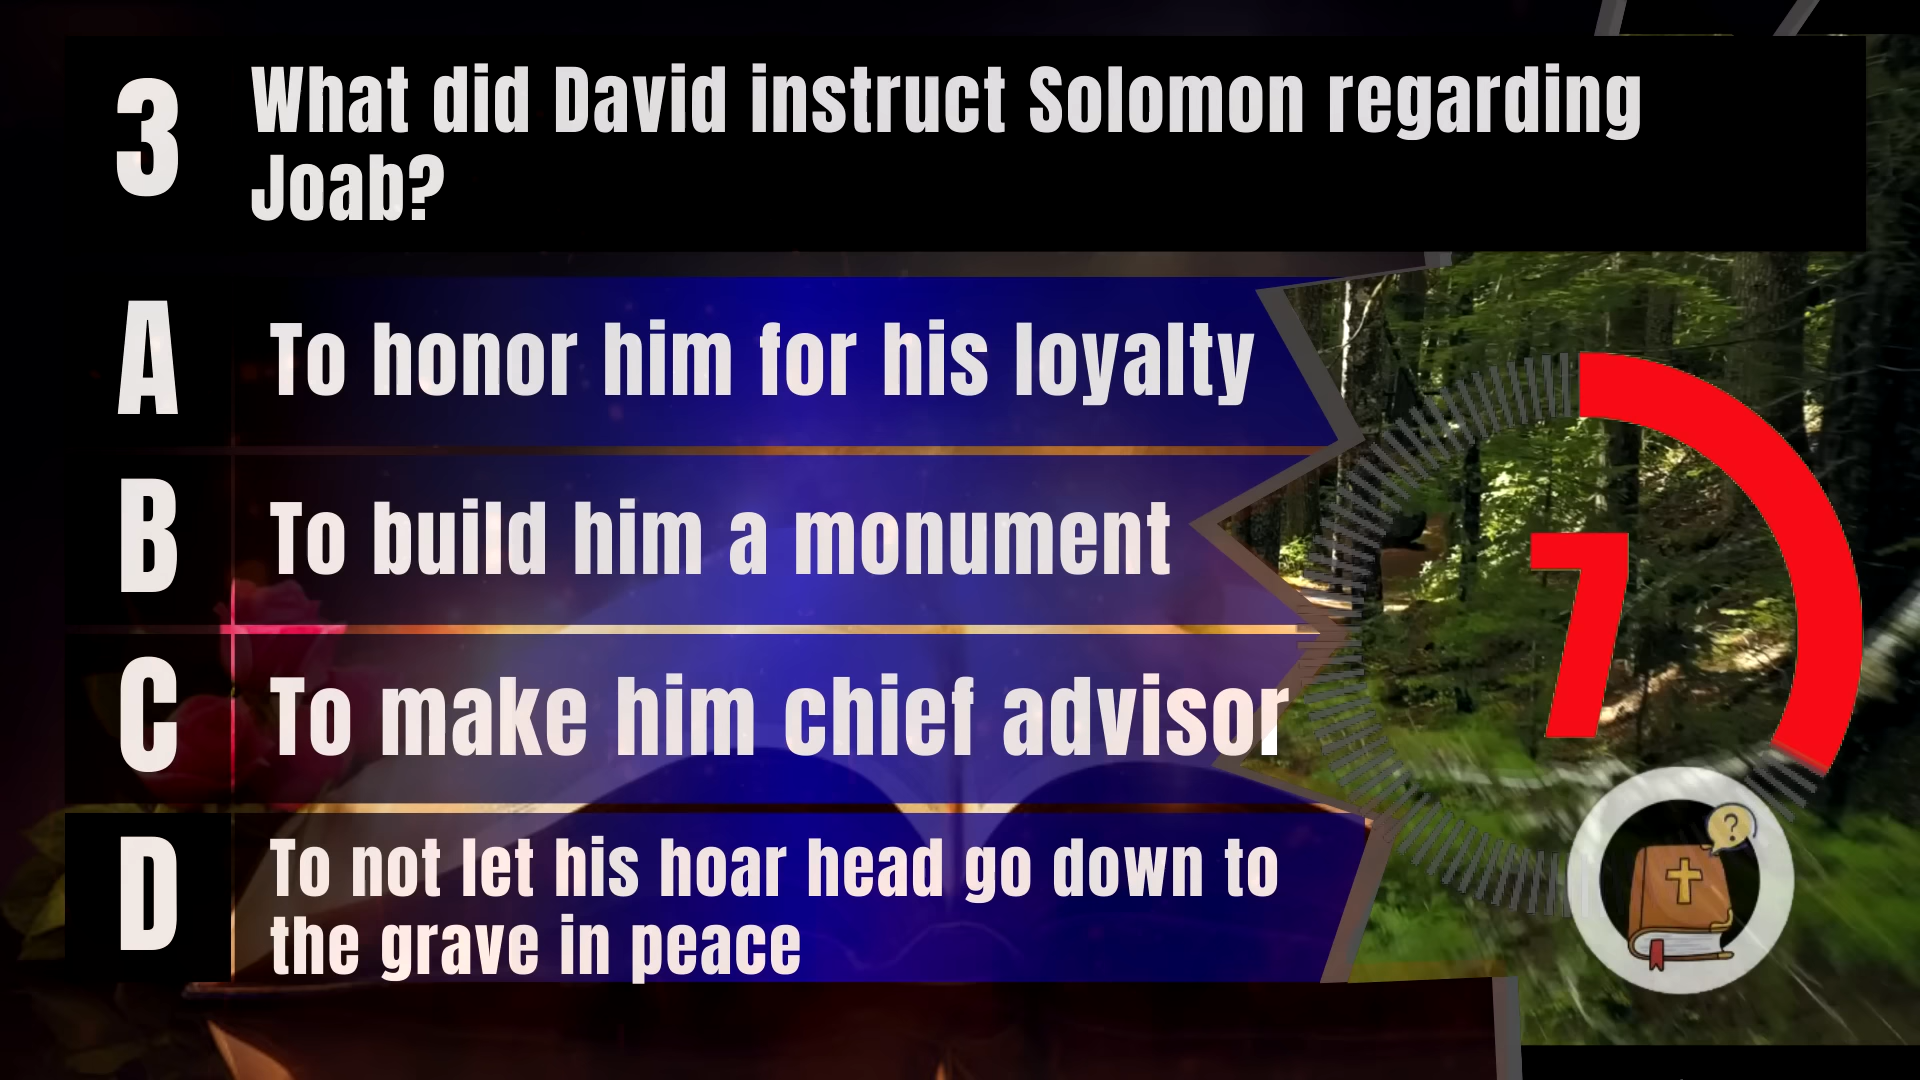 3
What did David instruct Solomon regarding
Joab?
A
To honor him for his loyalty
B
To build him a monument
C
To make him chief advisor
D
To not let his hoar head go down to
the grave in peace
7
?